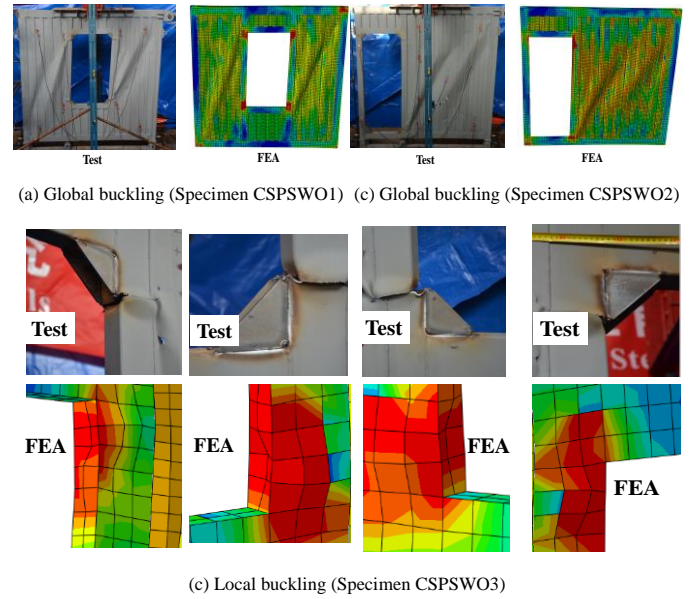 Test
FEA
Test
FEA
(a) Global buckling (Specimen CSPSWO1) (c) Global buckling (Specimen CSPSWO2)
Test
Test
Test
Test
Ste
FEA
FEA
FEA
FEA
(c) Local buckling (Specimen CSPSWO3)